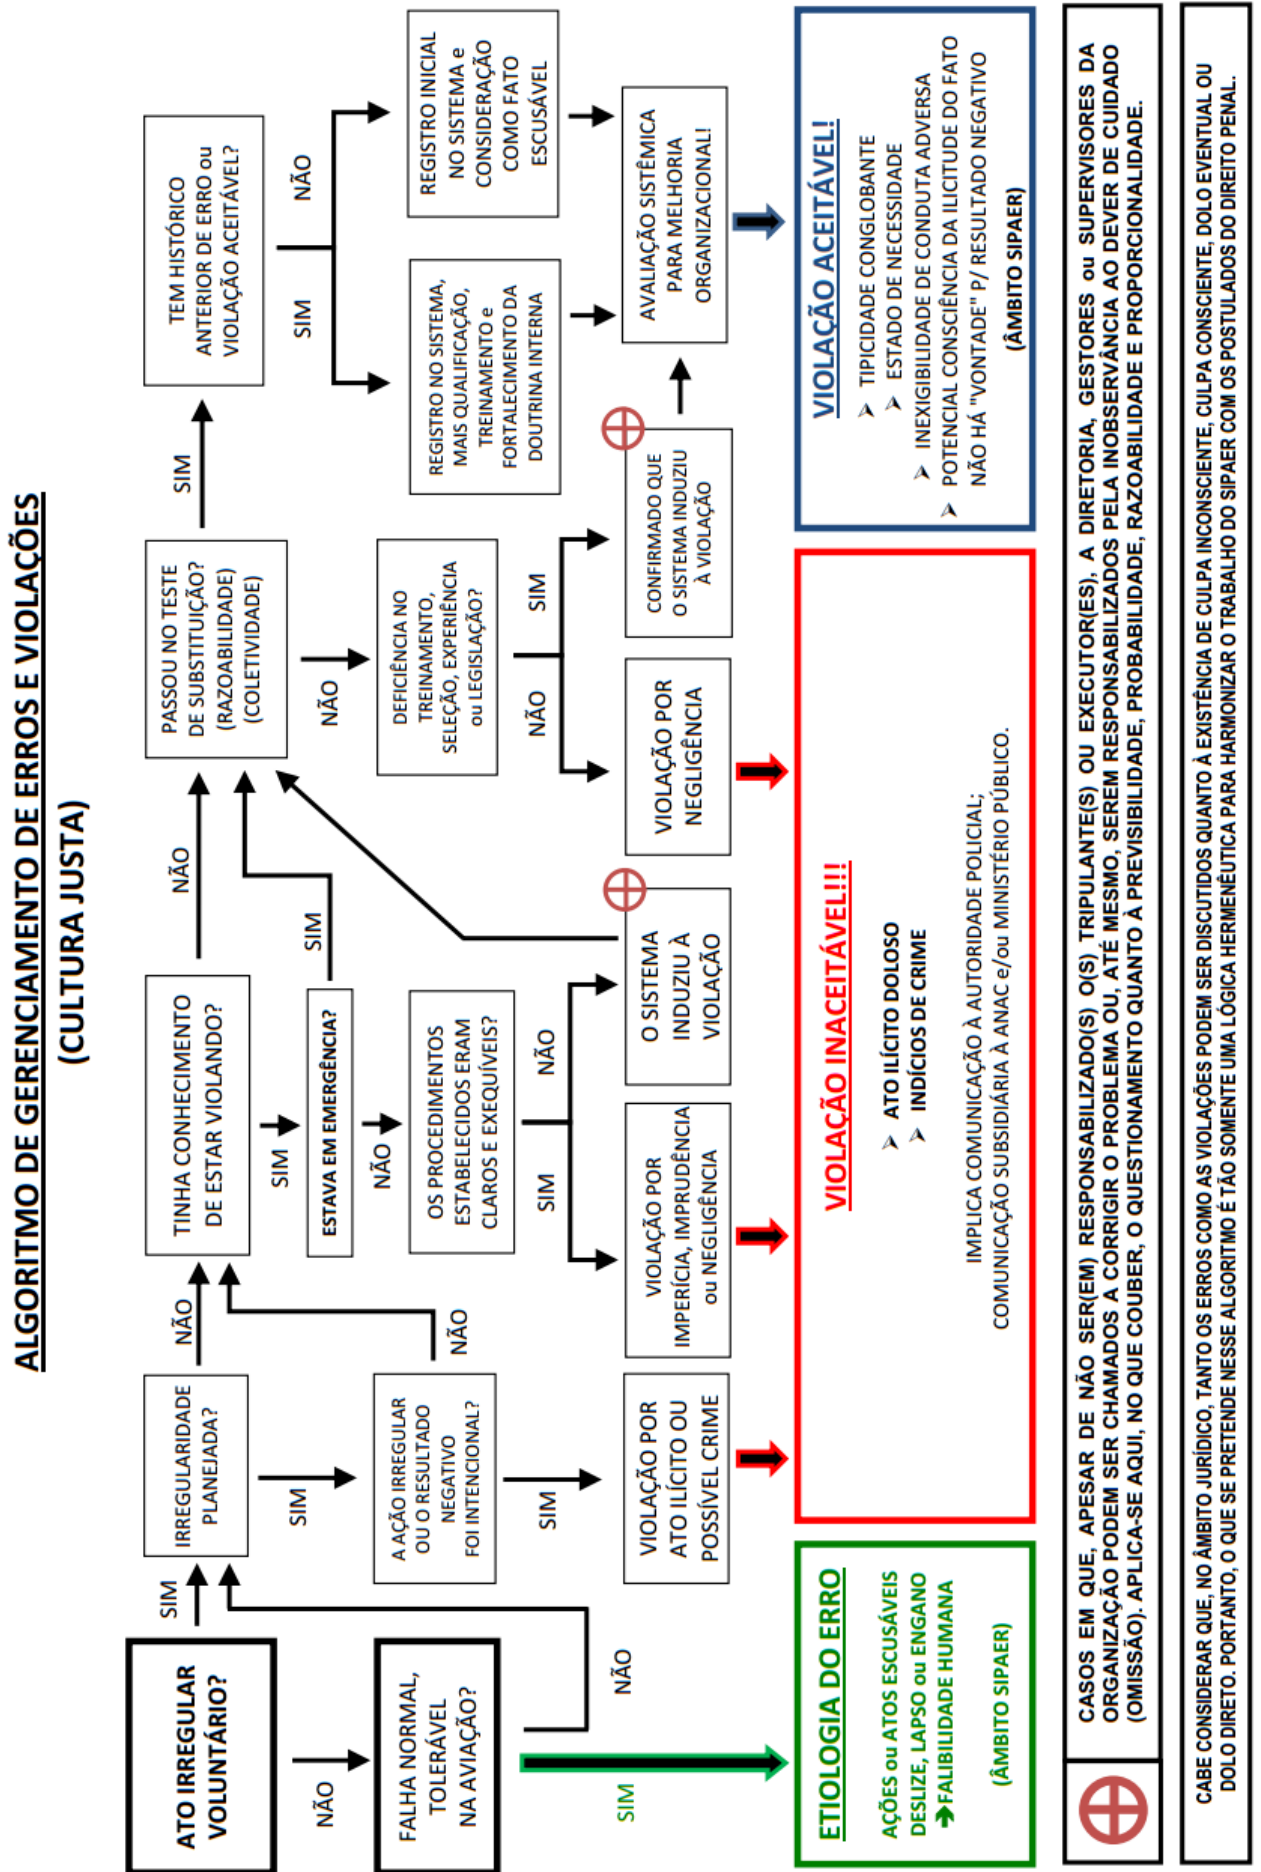 ALGORITMO DE GERENCIAMENTO DE ERROS E VIOLAÇÕES
(CULTURA JUSTA)
ATO IRREGULAR
VOLUNTÁRIO?
SIM
NÃO
FALHA NORMAL,
TOLERÁVEL
NA AVIAÇÃO?
NÃO
SIM
IRREGULARIDADE
PLANEJADA?
NÃO
SIM
A AÇÃO IRREGULAR
OU O RESULTADO
NEGATIVO
FOI INTENCIONAL?
NÃO
SIM
VIOLAÇÃO POR
ATO ILÍCITO OU
POSSÍVEL CRIME
TINHA CONHECIMENTO
DE ESTAR VIOLANDO?
NÃO
SIM
ESTAVA EM EMERGÊNCIA?
SIM
NÃO
OS PROCEDIMENTOS
ESTABELECIDOS ERAM
CLAROS E EXEQUÍVEIS?
SIM
NÃO
VIOLAÇÃO POR
IMPERÍCIA, IMPRUDÊNCIA
ou NEGLIGÊNCIA
O SISTEMA
INDUZIU À
VIOLAÇÃO
PASSOU NO TESTE
DE SUBSTITUIÇÃO?
(RAZOABILIDADE)
(COLETIVIDADE)
SIM
NÃO
DEFICIÊNCIA NO
TREINAMENTO,
SELEÇÃO, EXPERIÊNCIA
ou LEGISLAÇÃO?
NÃO
SIM
VIOLAÇÃO POR
NEGLIGÊNCIA
CONFIRMADO QUE
O SISTEMA INDUZIU
À VIOLAÇÃO
TEM HISTÓRICO
ANTERIOR DE ERRO ou
VIOLAÇÃO ACEITÁVEL?
SIM
NÃO
REGISTRO NO SISTEMA,
MAIS QUALIFICAÇÃO,
TREINAMENTO e
FORTALECIMENTO DA
DOUTRINA INTERNA
REGISTRO INICIAL
NO SISTEMA e
CONSIDERAÇÃO
COMO FATO
ESCUSÁVEL
AVALIAÇÃO SISTÊMICA
PARA MELHORIA
ORGANIZACIONAL!
ETIOLOGIA DO ERRO
AÇÕES ou ATOS ESCUSÁVEIS
DESLIZE, LAPSO ou ENGANO
➔FALIBILIDADE HUMANA
(ÂMBITO SIPAER)
VIOLAÇÃO INACEITÁVEL!!!
➢ ATO ILÍCITO DOLOSO
➢ INDÍCIOS DE CRIME
IMPLICA COMUNICAÇÃO À AUTORIDADE POLICIAL;
COMUNICAÇÃO SUBSIDIÁRIA À ANAC e/ou MINISTÉRIO PÚBLICO.
VIOLAÇÃO ACEITÁVEL!
➢ TIPICIDADE CONGLOBANTE
➢ ESTADO DE NECESSIDADE
➢ INEXIGIBILIDADE DE CONDUTA ADVERSA
➢ POTENCIAL CONSCIÊNCIA DA ILICITUDE DO FATO
NÃO HÁ "VONTADE" P/ RESULTADO NEGATIVO
(ÂMBITO SIPAER)
CASOS EM QUE, APESAR DE NÃO SER(EM) RESPONSABILIZADO(S) O(S) TRIPULANTE(S) OU EXECUTOR(ES), A DIRETORIA, GESTORES ou SUPERVISORES DA
ORGANIZAÇÃO PODEM SER CHAMADOS A CORRIGIR O PROBLEMA OU, ATÉ MESMO, SEREM RESPONSABILIZADOS PELA INOBSERVÂNCIA AO DEVER DE CUIDADO
(OMISSÃO). APLICA-SE AQUI, NO QUE COUBER, O QUESTIONAMENTO QUANTO À PREVISIBILIDADE, PROBABILIDADE, RAZOABILIDADE E PROPORCIONALIDADE.
CABE CONSIDERAR QUE, NO ÂMBITO JURÍDICO, TANTO OS ERROS COMO AS VIOLAÇÕES PODEM SER DISCUTIDOS QUANTO À EXISTÊNCIA DE CULPA INCONSCIENTE, CULPA CONSCIENTE, DOLO EVENTUAL OU
DOLO DIRETO. PORTANTO, O QUE SE PRETENDE NESSE ALGORITMO É TÃO SOMENTE UMA LÓGICA HERMENÊUTICA PARA HARMONIZAR O TRABALHO DO SIPAER COM OS POSTULADOS DO DIREITO PENAL.